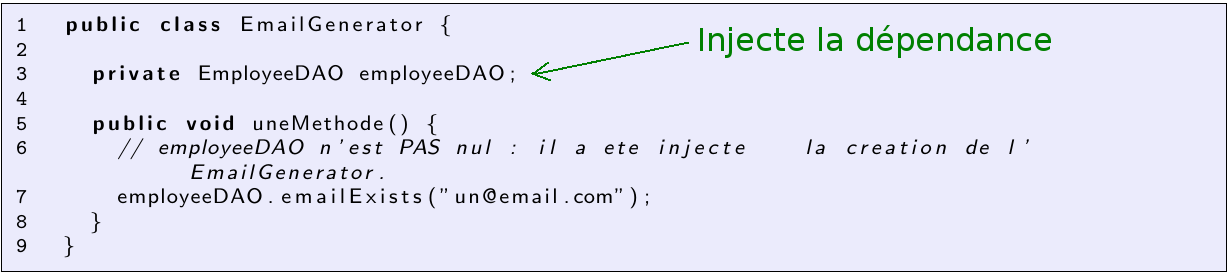 1 public class EmailGenerator {
Injecte la dépendance
2
3 private EmployeeDAO employeeDAO;
4
5 public void uneMethode() {
6 // employeeDAO n'est PAS nul : il a ete injecte la creation de l'
EmailGenerator.
7 employeeDAO.emailExists("un@email.com");
8 }
9 }